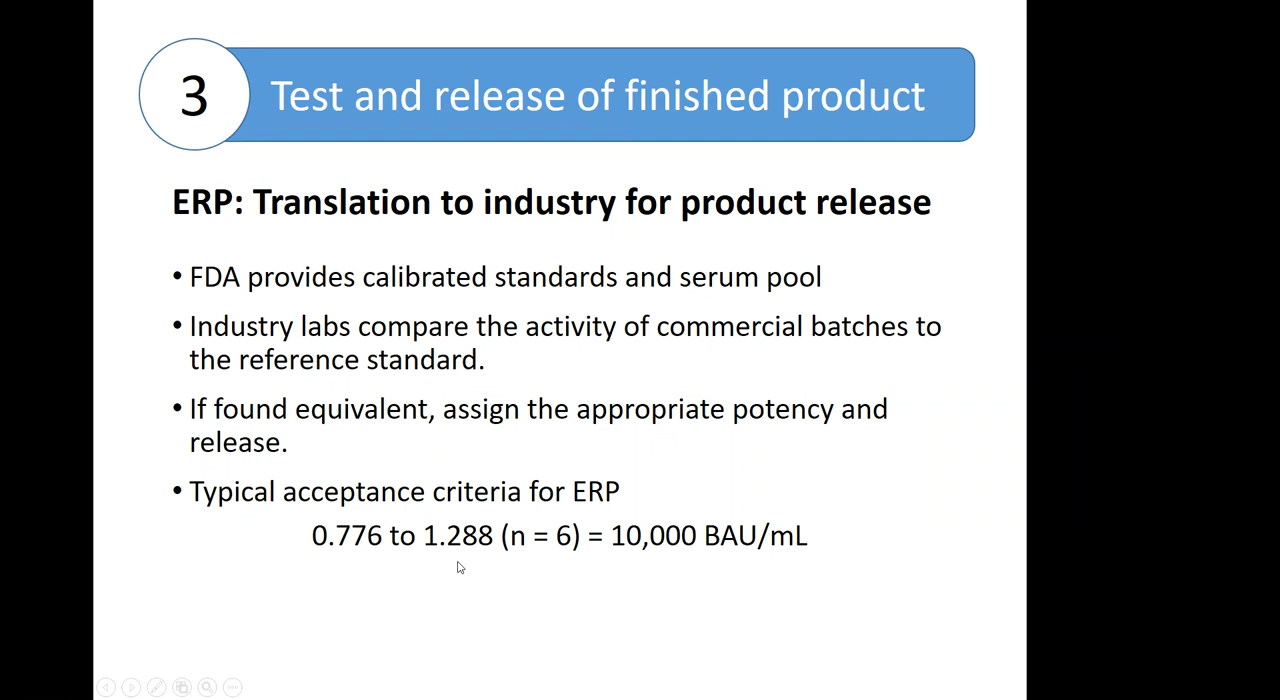 3
Test and release of finished product
ERP: Translation to industry for product release
• FDA provides calibrated standards and serum pool
• Industry labs compare the activity of commercial batches to
the reference standard.
• If found equivalent, assign the appropriate potency and
release.
• Typical acceptance criteria for ERP
0.776 to 1.288 (n = 6) = 10,000 BAU/mL